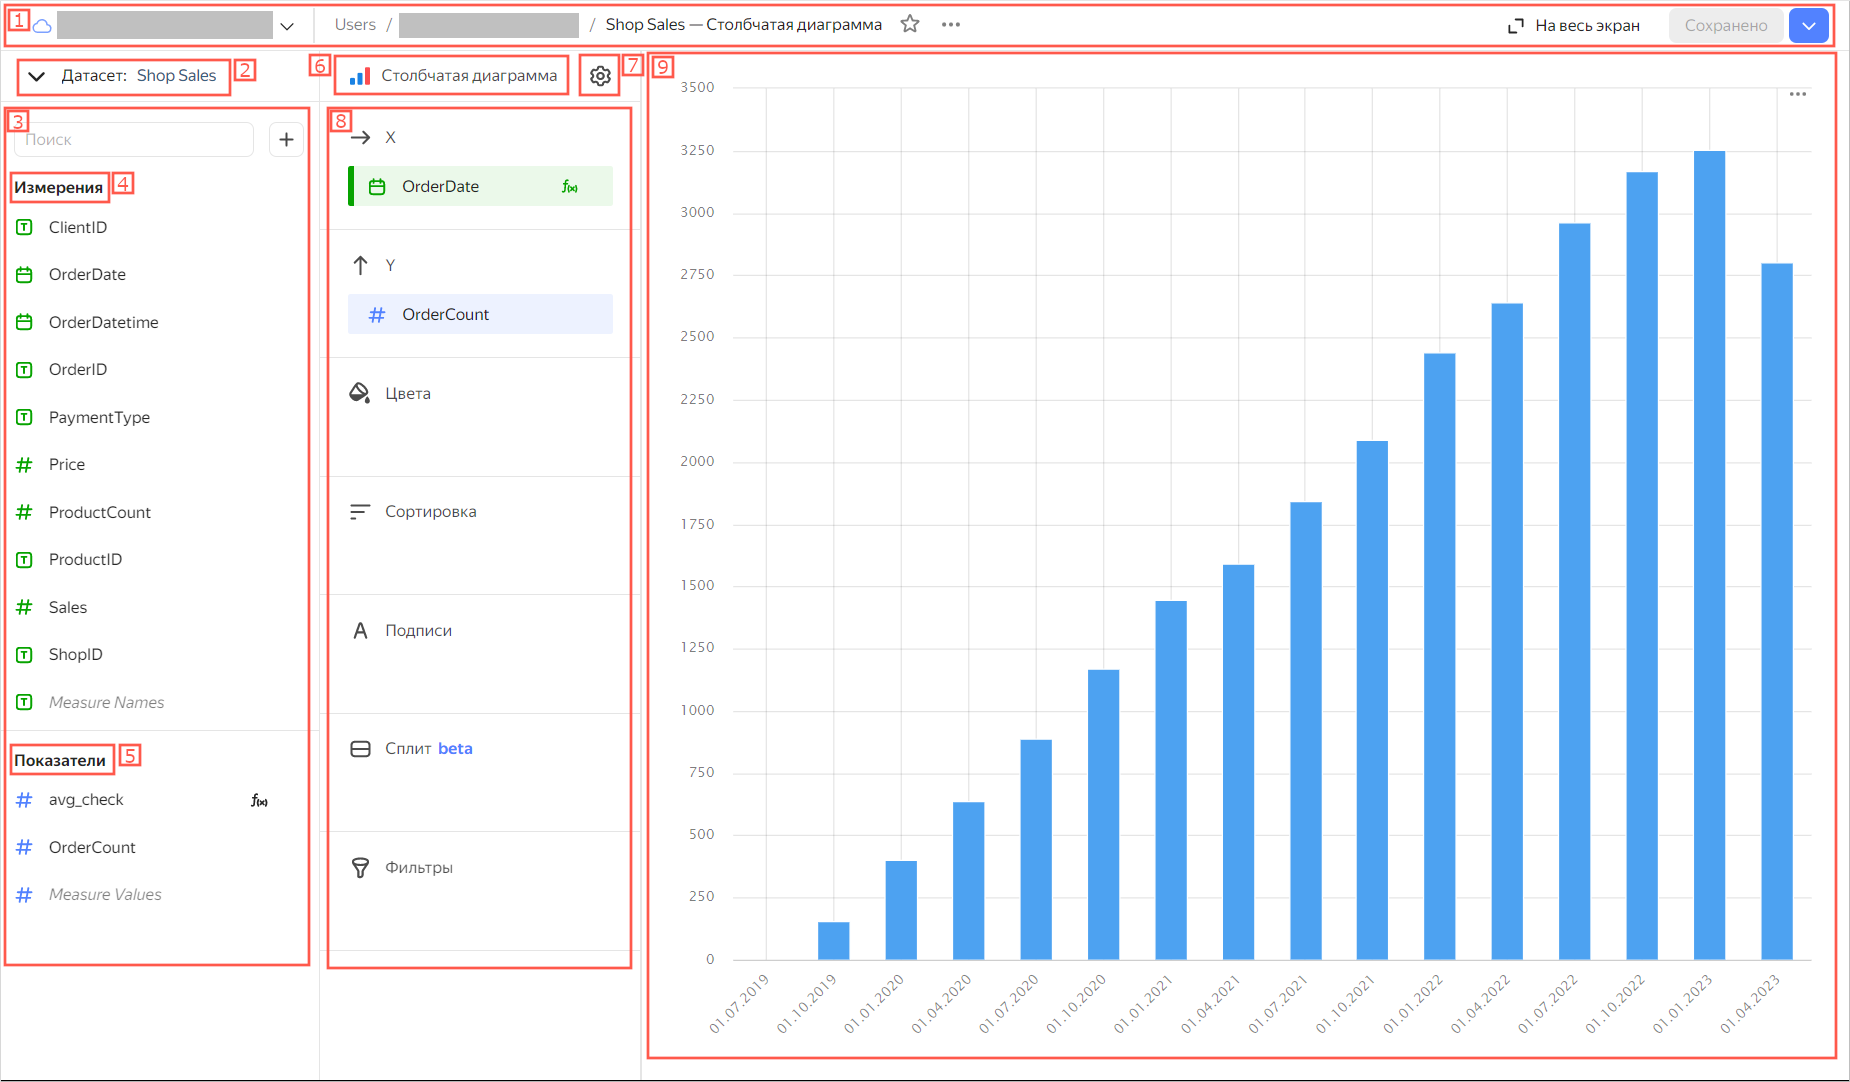 1
Users / / Shop Sales — Столбчатая диаграмма
На весь экран
Сохранено
Датасет: Shop Sales
2
6
Столбчатая диаграмма
7
3
Поиск
Измерения
4
ClientID
OrderDate
OrderDatetime
OrderID
PaymentType
Price
ProductCount
ProductID
Sales
ShopID
Measure Names
Показатели
5
avg_check
f(x)
OrderCount
Measure Values
8
X
OrderDate
f(x)
Y
OrderCount
Цвета
Сортировка
Подписи
Сплит beta
Фильтры
9
3500
3250
3000
2750
2500
2250
2000
1750
1500
1250
1000
750
500
250
0
01.07.2019
01.10.2019
01.01.2020
01.04.2020
01.07.2020
01.10.2020
01.01.2021
01.04.2021
01.07.2021
01.10.2021
01.01.2022
01.04.2022
01.07.2022
01.10.2022
01.01.2023
01.04.2023